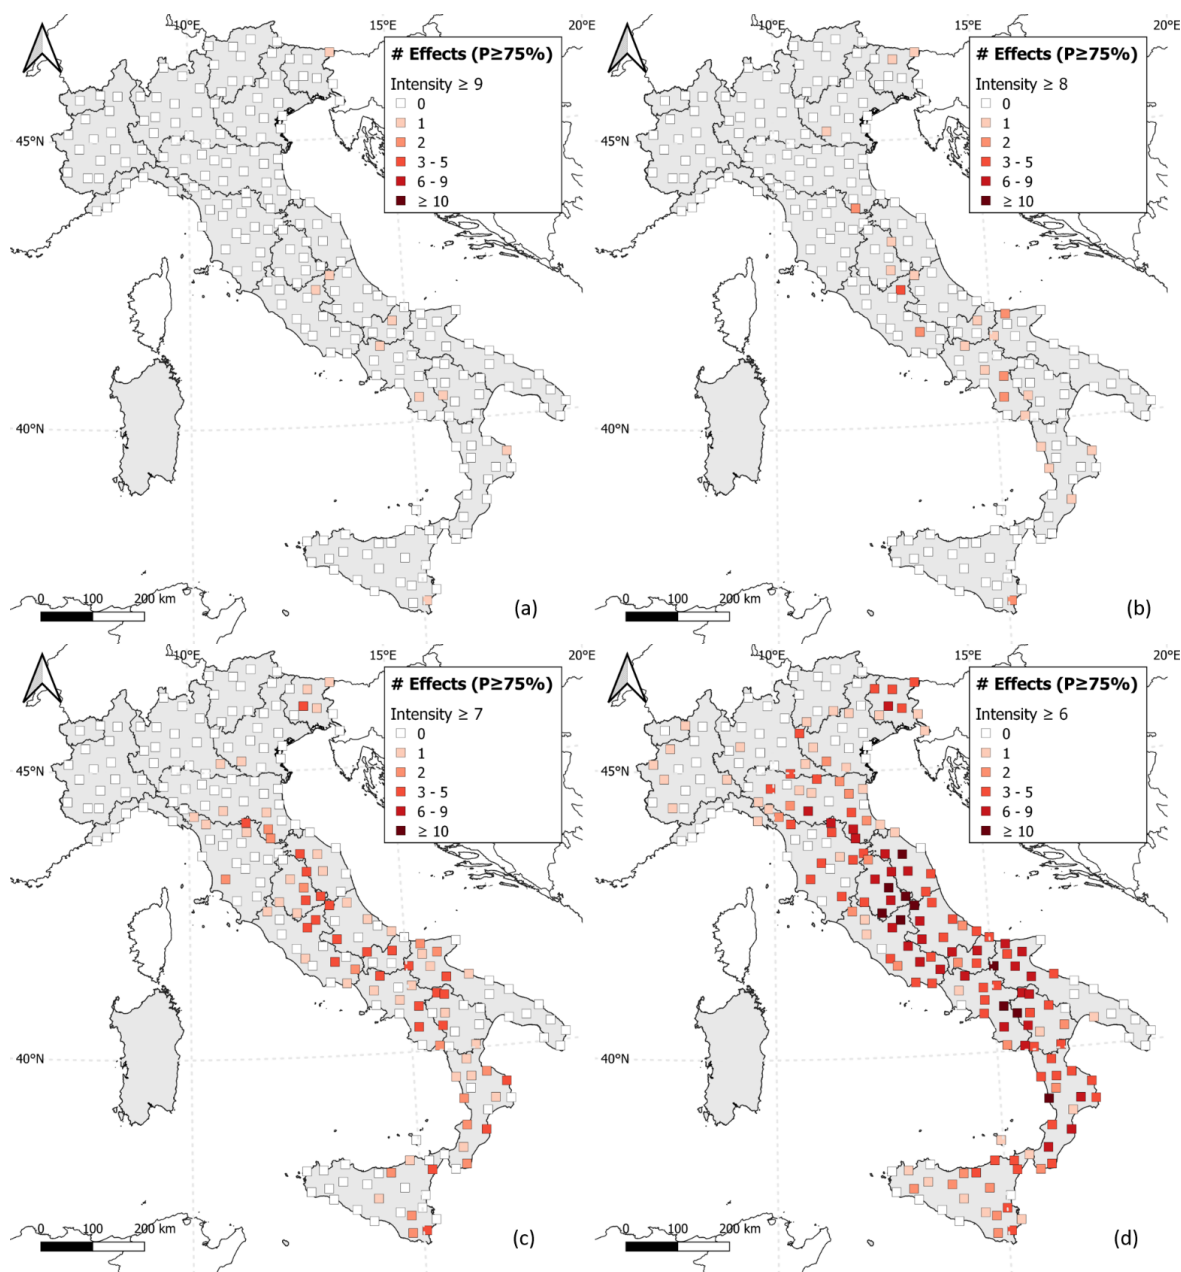 10°E 15°E 20°E
# Effects (P≥75%)
Intensity ≥ 9
0
1
2
3 - 5
6 - 9
≥ 10
45°N
40°N
0 100 200 km
(a)
10°E 15°E 20°E
# Effects (P≥75%)
Intensity ≥ 8
0
1
2
3 - 5
6 - 9
≥ 10
45°N
40°N
0 100 200 km
(b)
10°E 15°E 20°E
# Effects (P≥75%)
Intensity ≥ 7
0
1
2
3 - 5
6 - 9
≥ 10
45°N
40°N
0 100 200 km
(c)
10°E 15°E 20°E
# Effects (P≥75%)
Intensity ≥ 6
0
1
2
3 - 5
6 - 9
≥ 10
45°N
40°N
0 100 200 km
(d)